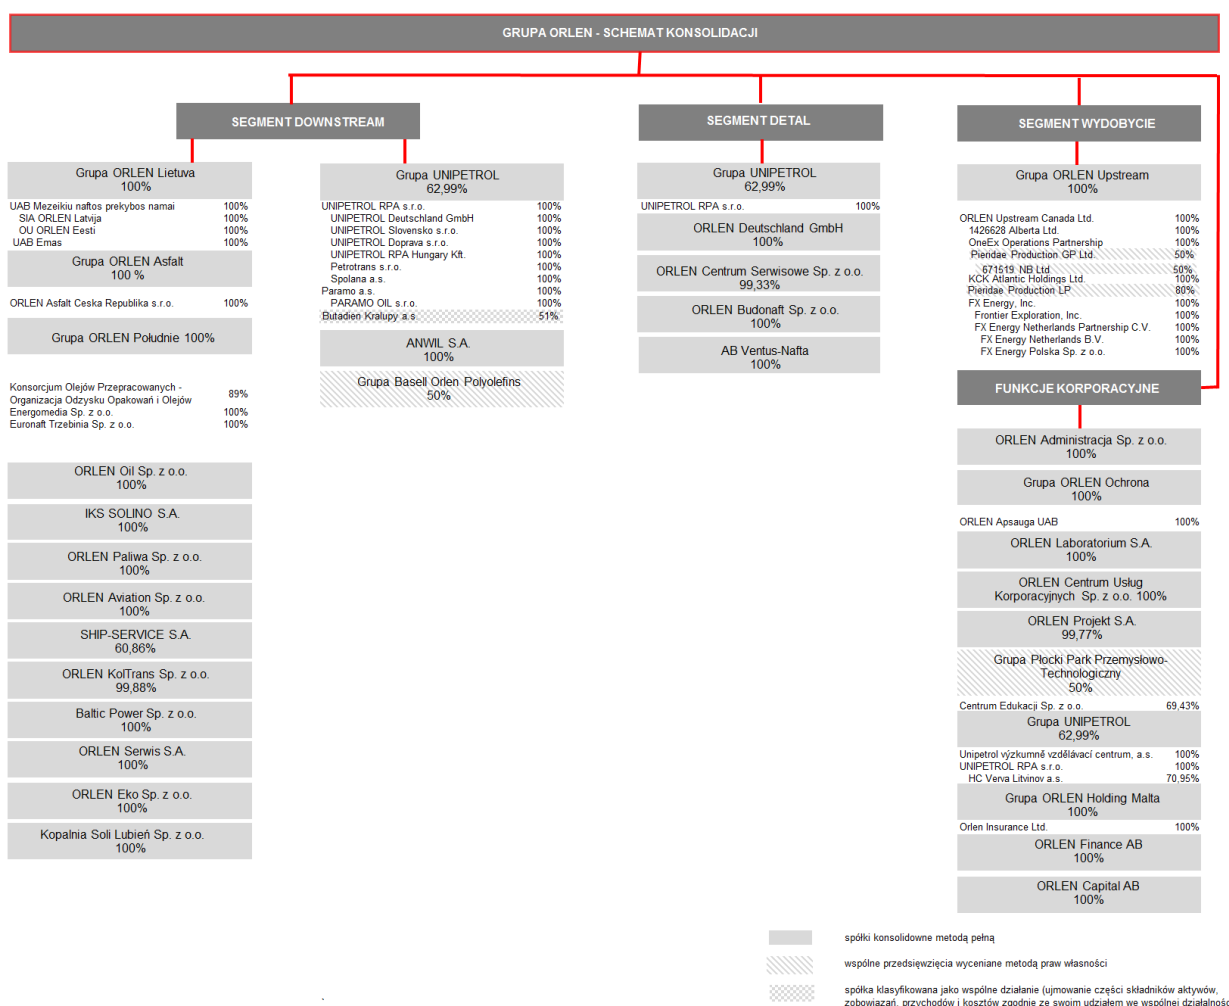 GRUPA ORLEN - SCHEMAT KONSOLIDACJI
SEGMENT DOWNSTREAM
Grupa ORLEN Lietuva
100%
UAB Mezeikiu naftos prekybos namai 100%
SIA ORLEN Latvija 100%
OU ORLEN Eesti 100%
UAB Emas 100%
Grupa ORLEN Asfalt
100 %
ORLEN Asfalt Ceska Republika s.r.o. 100%
Grupa ORLEN Południe 100%
Konsorcjum Olejów Przepracowanych -
Organizacja Odzysku Opakowań i Olejów 89%
Energomedia Sp. z o.o. 100%
Euronaft Trzebinia Sp. z o.o. 100%
ORLEN Oil Sp. z o.o.
100%
IKS SOLINO S.A.
100%
ORLEN Paliwa Sp. z o.o.
100%
ORLEN Aviation Sp. z o.o.
100%
SHIP-SERVICE S.A.
60,86%
ORLEN KolTrans Sp. z o.o.
99,88%
Baltic Power Sp. z o.o.
100%
ORLEN Serwis S.A.
100%
ORLEN Eko Sp. z o.o.
100%
Kopalnia Soli Lubień Sp. z o.o.
100%
Grupa UNIPETROL
62,99%
UNIPETROL RPA s.r.o. 100%
UNIPETROL Deutschland GmbH 100%
UNIPETROL Slovensko s.r.o. 100%
UNIPETROL Doprava s.r.o. 100%
UNIPETROL RPA Hungary Kft. 100%
Petrotrans s.r.o. 100%
Spolana a.s. 100%
Paramo a.s. 100%
PARAMO OIL s.r.o. 100%
Butadien Kralupy a.s. 51%
ANWIL S.A.
100%
Grupa Basell Orlen Polyolefins
50%
SEGMENT DETAL
Grupa UNIPETROL
62,99%
UNIPETROL RPA s.r.o. 100%
ORLEN Deutschland GmbH
100%
ORLEN Centrum Serwisowe Sp. z o.o.
99,33%
ORLEN Budonaft Sp. z o.o.
100%
AB Ventus-Nafta
100%
SEGMENT WYDOBYCIE
Grupa ORLEN Upstream
100%
ORLEN Upstream Canada Ltd. 100%
1426628 Alberta Ltd. 100%
OneEx Operations Partnership 100%
Pieridae Production GP Ltd. 50%
671519 NB Ltd 50%
KCK Atlantic Holdings Ltd. 100%
Pieridae Production LP 80%
FX Energy, Inc. 100%
Frontier Exploration, Inc. 100%
FX Energy Netherlands Partnership C.V. 100%
FX Energy Netherlands B.V. 100%
FX Energy Polska Sp. z o.o. 100%
FUNKCJE KORPORACYJNE
ORLEN Administracja Sp. z o.o.
100%
Grupa ORLEN Ochrona
100%
ORLEN Apsauga UAB 100%
ORLEN Laboratorium S.A.
100%
ORLEN Centrum Usług
Korporacyjnych Sp. z o.o. 100%
ORLEN Projekt S.A.
99,77%
Grupa Płocki Park Przemysłowo-
Technologiczny
50%
Centrum Edukacji Sp. z o.o. 69,43%
Grupa UNIPETROL
62,99%
Unipetrol výzkumně vzdělávací centrum, a.s. 100%
UNIPETROL RPA s.r.o. 100%
HC Verva Litvinov a.s. 70,95%
Grupa ORLEN Holding Malta
100%
Orlen Insurance Ltd. 100%
ORLEN Finance AB
100%
ORLEN Capital AB
100%
spółki konsolidowne metodą pełną
wspólne przedsięwzięcia wyceniane metodą praw własności
spółka klasyfikowana jako wspólne działanie (ujmowanie części składników aktywów,
zobowiązań, przychodów i kosztów zgodnie ze swoim udziałem we wspólnej